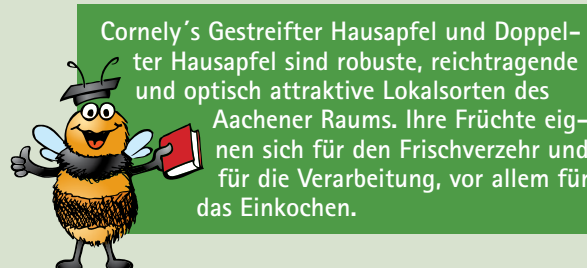 Cornely´s Gestreifter Hausapfel und Doppel-
ter Hausapfel sind robuste, reichtragende
und optisch attraktive Lokalsorten des
Aachener Raums. Ihre Früchte eig-
nen sich für den Frischverzehr und
für die Verarbeitung, vor allem für
das Einkochen.